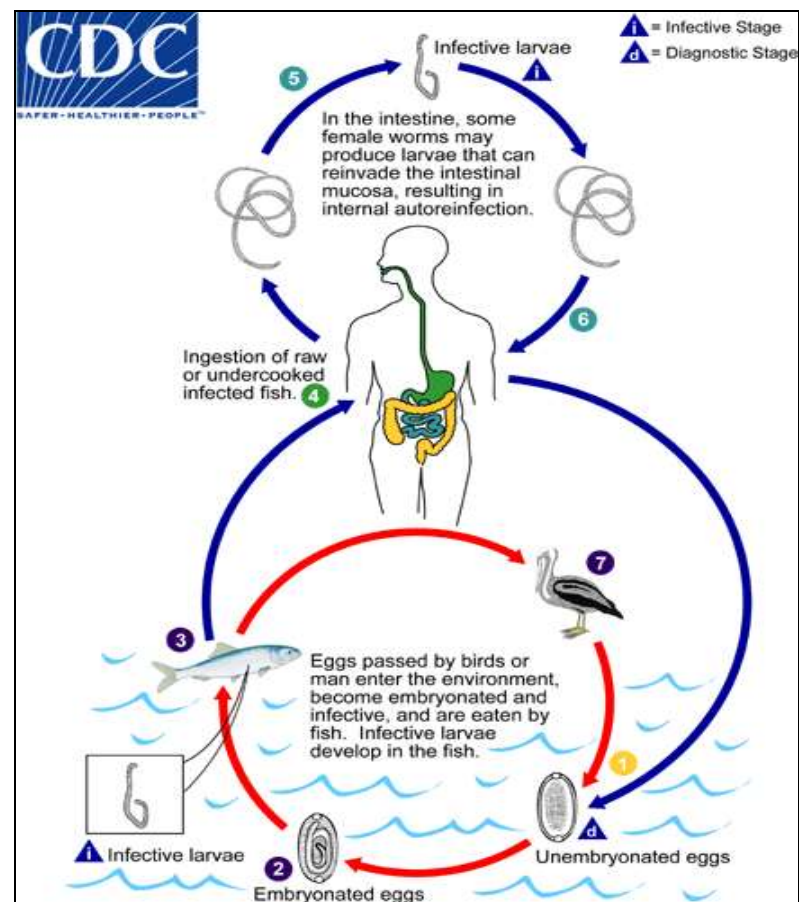 CDC
SAFER•HEALTHIER•PEOPLE™
i = Infective Stage
d = Diagnostic Stage
5
Infective larvae
i
In the intestine, some
female worms may
produce larvae that can
reinvade the intestinal
mucosa, resulting in
internal autoreinfection.
6
Ingestion of raw
or undercooked
infected fish. 4
7
3
Eggs passed by birds or
man enter the environment,
become embryonated and
infective, and are eaten by
fish. Infective larvae
develop in the fish.
1
d
Unembryonated eggs
i Infective larvae
2
Embryonated eggs